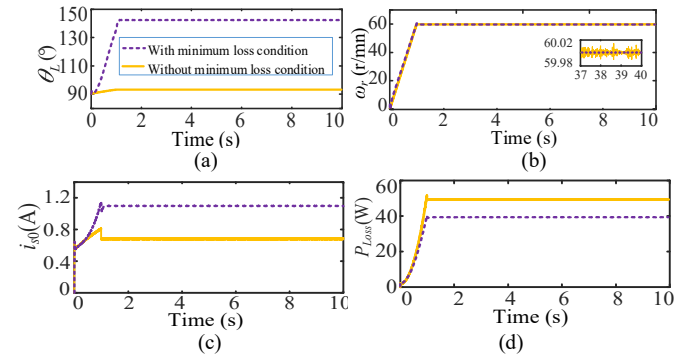 150
130
110
90
70
θL (°)
With minimum loss condition
Without minimum loss condition
0 2 4 6 8 10
Time (s)
(a)
60
40
20
0
ωr (r/mn)
60.02
59.98
37 38 39 40
0 2 4 6 8 10
Time (s)
(b)
1.2
0.8
0.4
0
is0(A)
0 2 4 6 8 10
Time (s)
(c)
60
40
20
0
PLoss(W)
0 2 4 6 8 10
Time (s)
(d)